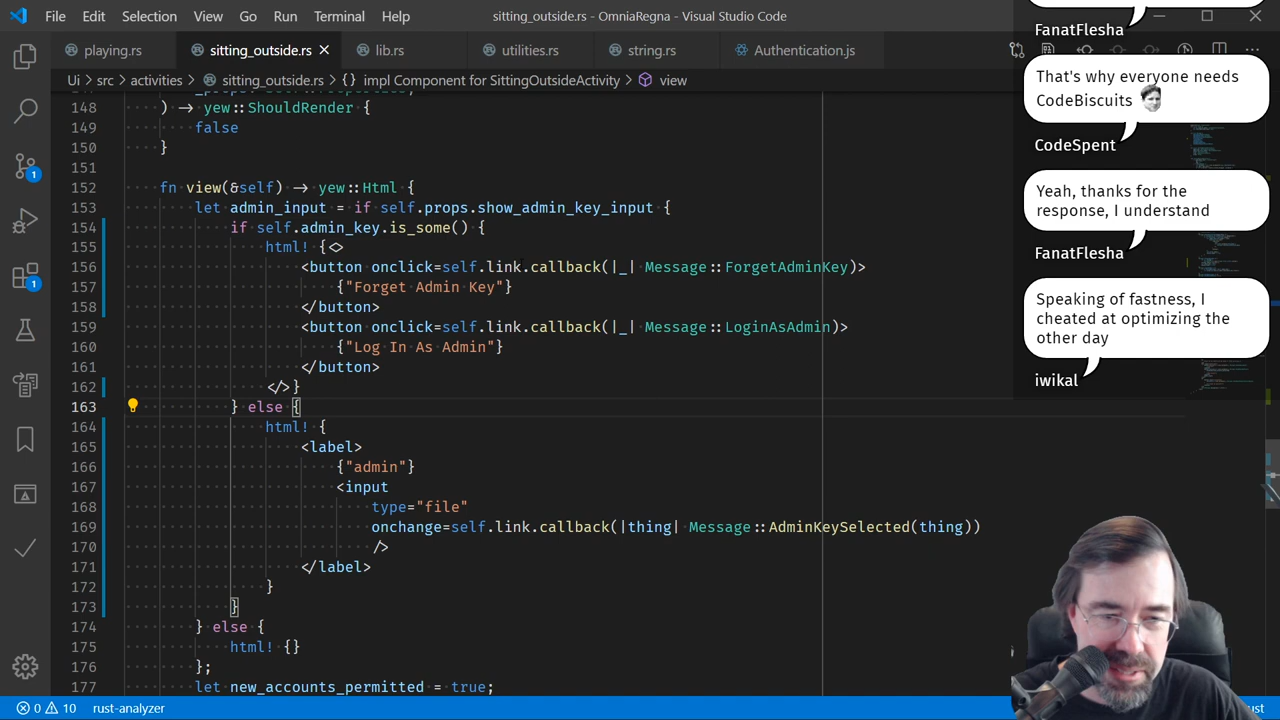 File Edit Selection View Go Run Terminal Help
sitting_outside.rs - OmniaRegna - Visual Studio Code
playing.rs sitting_outside.rs lib.rs utilities.rs string.rs Authentication.js
Ui > src > activities > sitting_outside.rs > {} impl Component for SittingOutsideActivity > view
148 ) -> yew::ShouldRender {
149 false
150 }
151
152 fn view(&self) -> yew::Html {
153 let admin_input = if self.props.show_admin_key_input {
154 if self.admin_key.is_some() {
155 html! {<>
156 <button onclick=self.link.callback(|_| Message::ForgetAdminKey)>
157 {"Forget Admin Key"}
158 </button>
159 <button onclick=self.link.callback(|_| Message::LoginAsAdmin)>
160 {"Log In As Admin"}
161 </button>
162 </>}
163 } else {
164 html! {
165 <label>
166 {"admin"}
167 <input
168 type="file"
169 onchange=self.link.callback(|thing| Message::AdminKeySelected(thing))
170 />
171 </label>
172 }
173 }
174 } else {
175 html! {}
176 };
177 let new_accounts_permitted = true;
FanatFlesha
That's why everyone needs
CodeBiscuits
CodeSpent
Yeah, thanks for the
response, I understand
FanatFlesha
Speaking of fastness, I
cheated at optimizing the
other day
iwikal
1
1
0 10 rust-analyzer